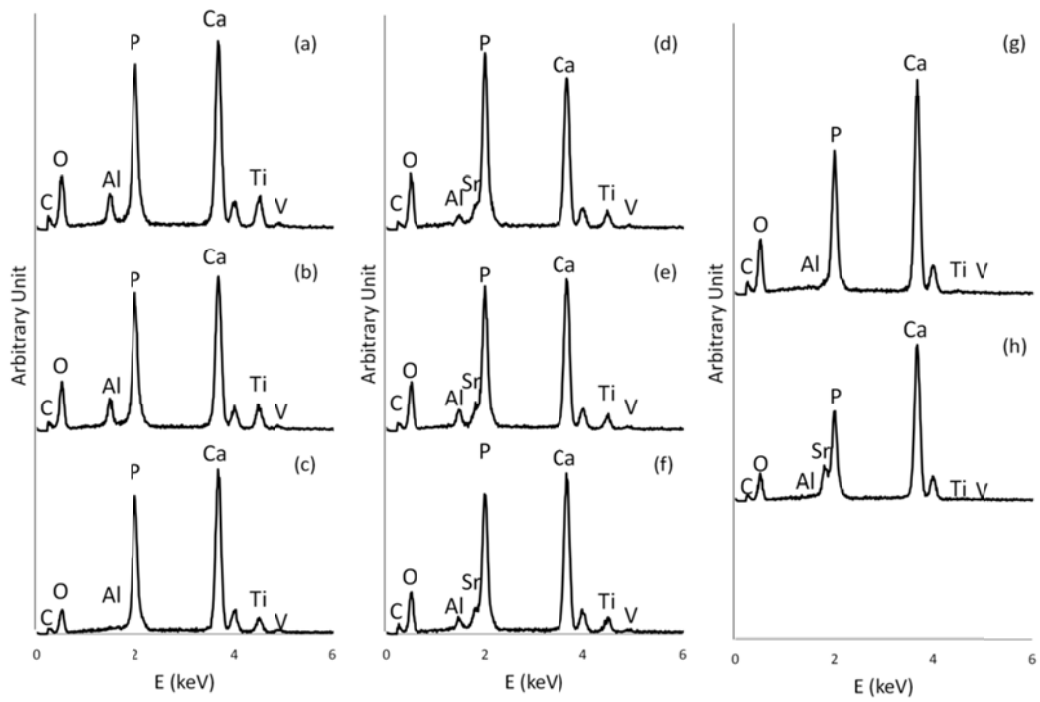 Ca
P
(a)
O
Al
Ti
C
V
Ca
(b)
P
O
Al
Ti
C
V
Ca
(c)
P
O
Al
Ti
C
V
0 2 4 6
E (keV)
Arbitrary Unit
P
(d)
Ca
O
Sr
Al
Ti
C
V
P
Ca
(e)
O
Sr
Al
Ti
C
V
P
Ca
(f)
O
Sr
Al
Ti
C
V
0 2 4 6
E (keV)
Arbitrary Unit
(g)
Ca
P
O
C
Al
Ti V
Ca
(h)
P
Sr
O
Al
C
Ti V
0 2 4 6
E (keV)
Arbitrary Unit